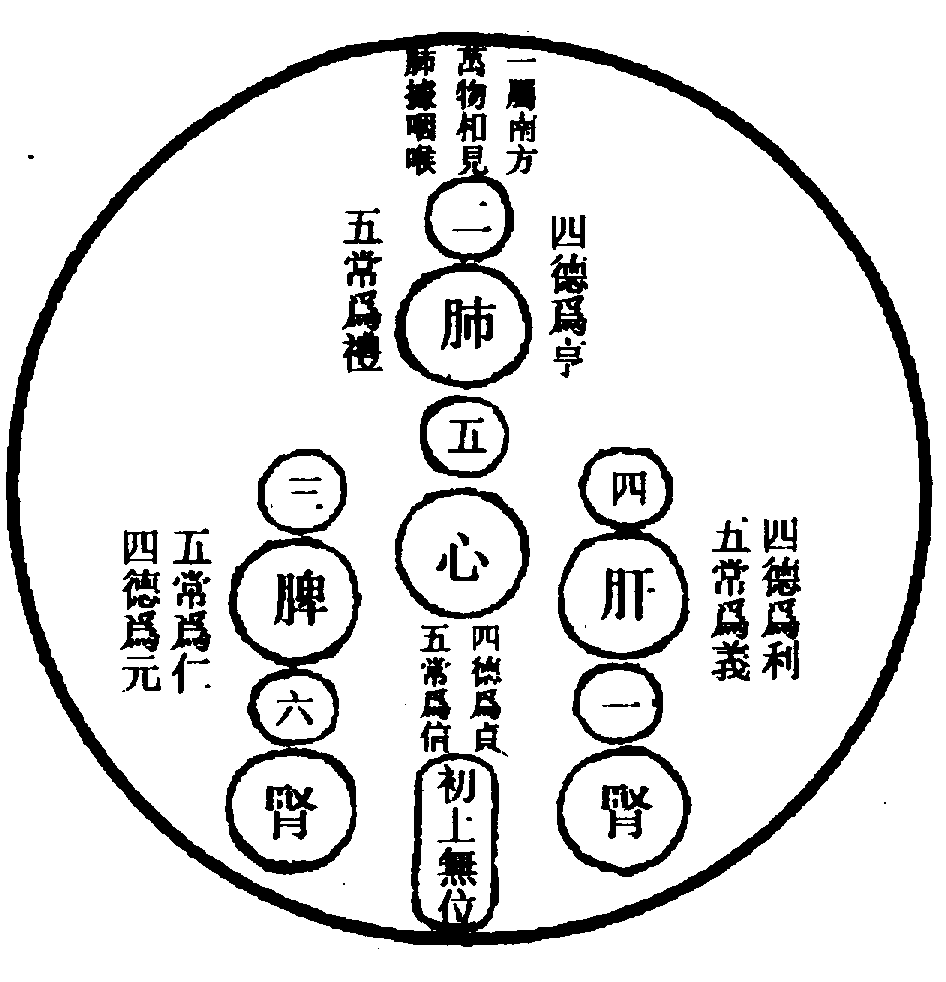 一屬南方
萬物相見
肺據咽喉
二
四德爲亨
肺
五常爲禮
五
四
三
心
肝
脾
四德爲利
五常爲義
五常爲仁
四德爲元
四德爲貞
五常爲信
一
六
腎
腎
初上無位